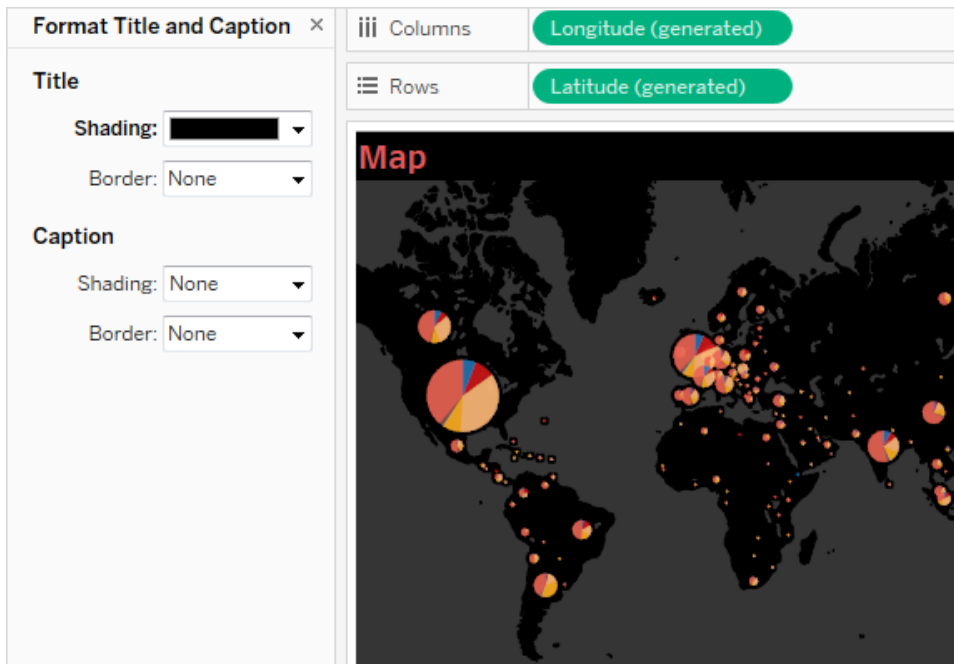 Format Title and Caption ×
Title
Shading:
Border: None
Caption
Shading: None
Border: None
Columns Longitude (generated)
Rows Latitude (generated)
Map